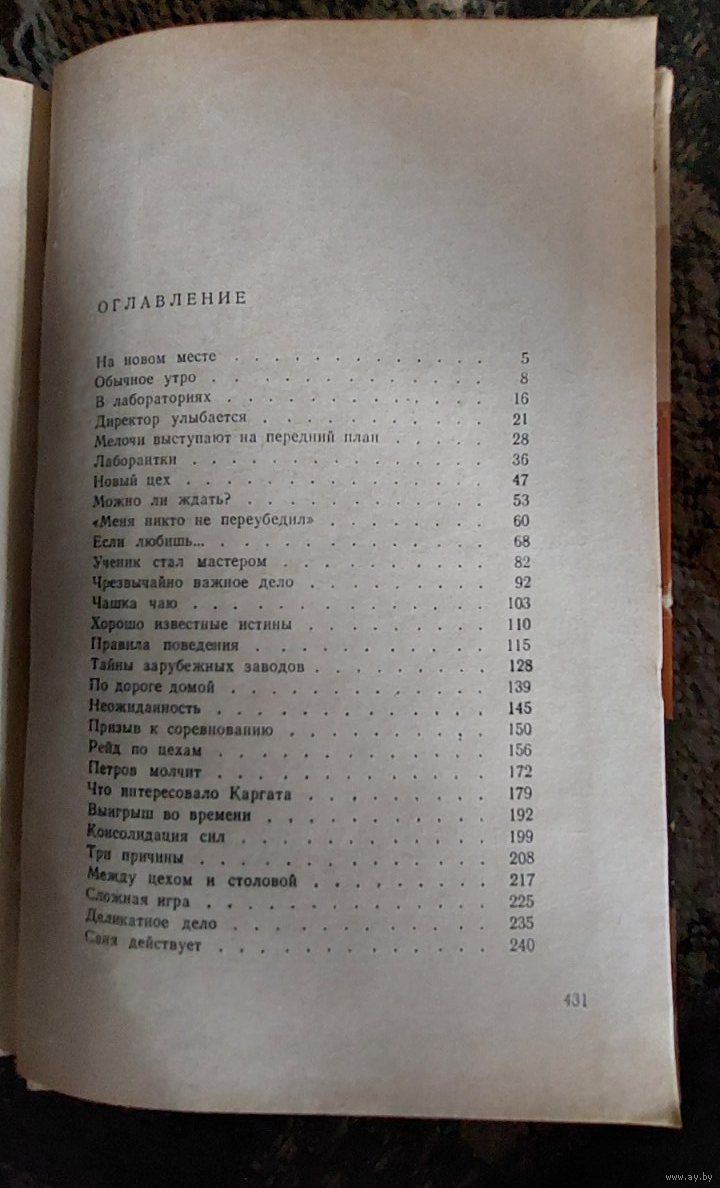 ОГЛАВЛЕНИЕ
На новом месте . . . . . . . . . . . . . 5
Обычное утро . . . . . . . . . . . . . . 8
В лабораториях . . . . . . . . . . . . . 16
Директор улыбается . . . . . . . . . . . 21
Мелочи выступают на передний план . . . . 28
Лаборантки . . . . . . . . . . . . . . . 36
Новый цех . . . . . . . . . . . . . . . 47
Можно ли ждать? . . . . . . . . . . . . 53
«Меня никто не переубедил» . . . . . . . 60
Если любишь... . . . . . . . . . . . . . 68
Ученик стал мастером . . . . . . . . . . 82
Чрезвычайно важное дело . . . . . . . . 92
Чашка чаю . . . . . . . . . . . . . . . 103
Хорошо известные истины . . . . . . . . 110
Правила поведения . . . . . . . . . . . 115
Тайны зарубежных заводов . . . . . . . . 128
По дороге домой . . . . . . . . . . . . 139
Неожиданность . . . . . . . . . . . . . 145
Призыв к соревнованию . . . . . . . . . 150
Рейд по цехам . . . . . . . . . . . . . 156
Петров молчит . . . . . . . . . . . . . 172
Что интересовало Каргата . . . . . . . . 179
Выигрыш во времени . . . . . . . . . . . 192
Консолидация сил . . . . . . . . . . . . 199
Три причины . . . . . . . . . . . . . . 208
Между цехом и столовой . . . . . . . . . 217
Сложная игра . . . . . . . . . . . . . . 225
Деликатное дело . . . . . . . . . . . . 235
Саня действует . . . . . . . . . . . . . 240
431
www.ay.by